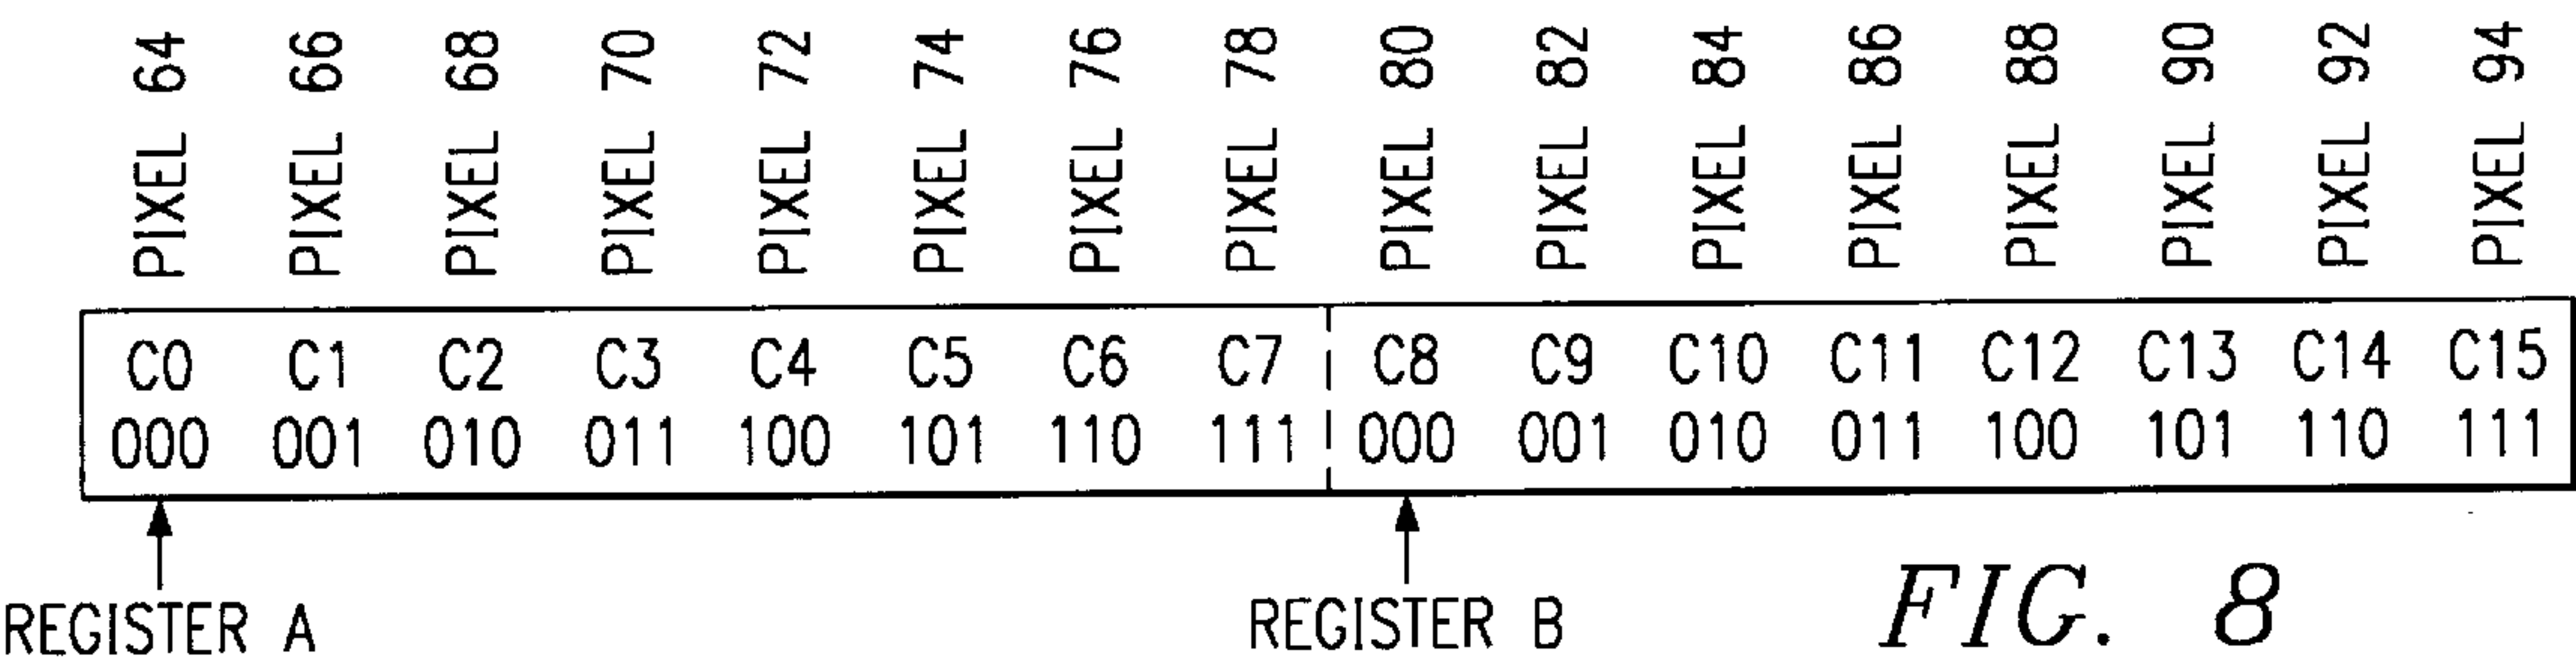 PIXEL 64 PIXEL 66 PIXEL 68 PIXEL 70 PIXEL 72 PIXEL 74 PIXEL 76 PIXEL 78 PIXEL 80 PIXEL 82 PIXEL 84 PIXEL 86 PIXEL 88 PIXEL 90 PIXEL 92 PIXEL 94
C0 C1 C2 C3 C4 C5 C6 C7 C8 C9 C10 C11 C12 C13 C14 C15
000 001 010 011 100 101 110 111 000 001 010 011 100 101 110 111
REGISTER A REGISTER B
FIG. 8